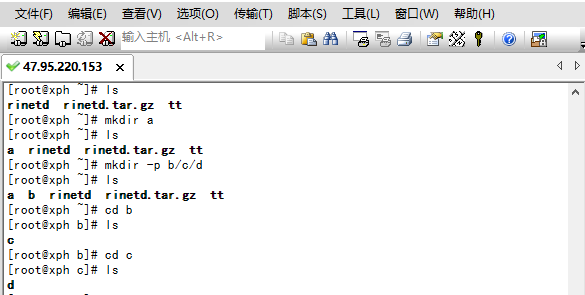 文件(F) 编辑(E) 查看(V) 选项(O) 传输(T) 脚本(S) 工具(L) 窗口(W) 帮助(H)
输入主机 <Alt+R>
47.95.220.153
[root@xph ~]# ls
rinetd rinetd.tar.gz tt
[root@xph ~]# mkdir a
[root@xph ~]# ls
a rinetd rinetd.tar.gz tt
[root@xph ~]# mkdir -p b/c/d
[root@xph ~]# ls
a b rinetd rinetd.tar.gz tt
[root@xph ~]# cd b
[root@xph b]# ls
c
[root@xph b]# cd c
[root@xph c]# ls
d